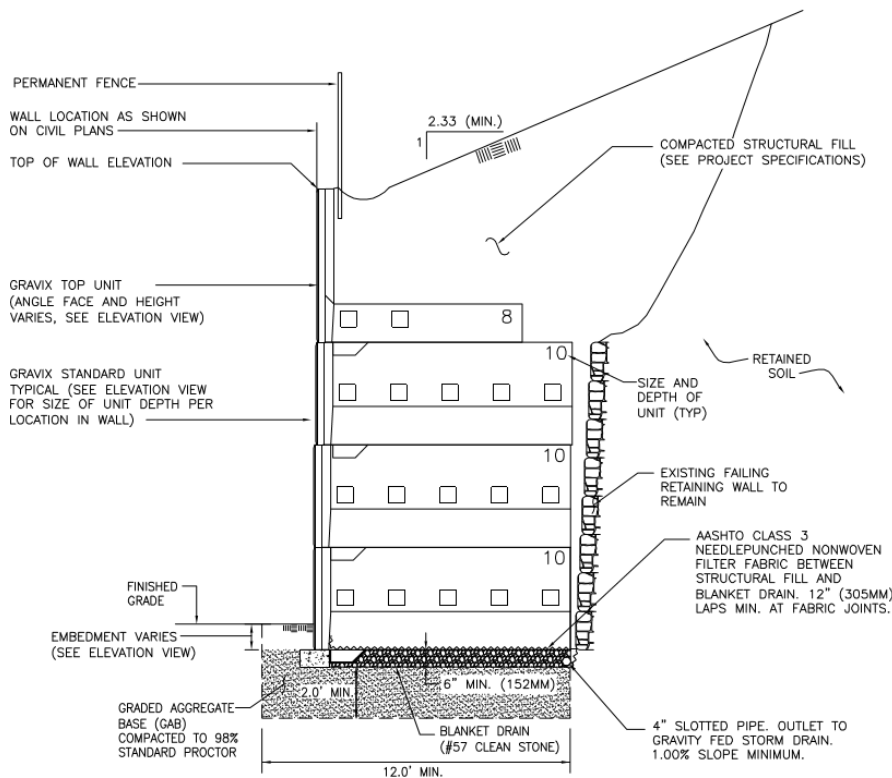 PERMANENT FENCE
WALL LOCATION AS SHOWN
ON CIVIL PLANS
TOP OF WALL ELEVATION
2.33 (MIN.)
1
COMPACTED STRUCTURAL FILL
(SEE PROJECT SPECIFICATIONS)
GRAVIX TOP UNIT
(ANGLE FACE AND HEIGHT
VARIES, SEE ELEVATION VIEW)
8
10
RETAINED
SOIL
GRAVIX STANDARD UNIT
TYPICAL (SEE ELEVATION VIEW
FOR SIZE OF UNIT DEPTH PER
LOCATION IN WALL)
SIZE AND
DEPTH OF
UNIT (TYP)
10
EXISTING FAILING
RETAINING WALL TO
REMAIN
10
AASHTO CLASS 3
NEEDLEPUNCHED NONWOVEN
FILTER FABRIC BETWEEN
STRUCTURAL FILL AND
BLANKET DRAIN. 12" (305MM)
LAPS MIN. AT FABRIC JOINTS.
FINISHED
GRADE
EMBEDMENT VARIES
(SEE ELEVATION VIEW)
2.0' MIN.
6" MIN. (152MM)
GRADED AGGREGATE
BASE (GAB)
COMPACTED TO 98%
STANDARD PROCTOR
BLANKET DRAIN
(#57 CLEAN STONE)
4" SLOTTED PIPE. OUTLET TO
GRAVITY FED STORM DRAIN.
1.00% SLOPE MINIMUM.
12.0' MIN.